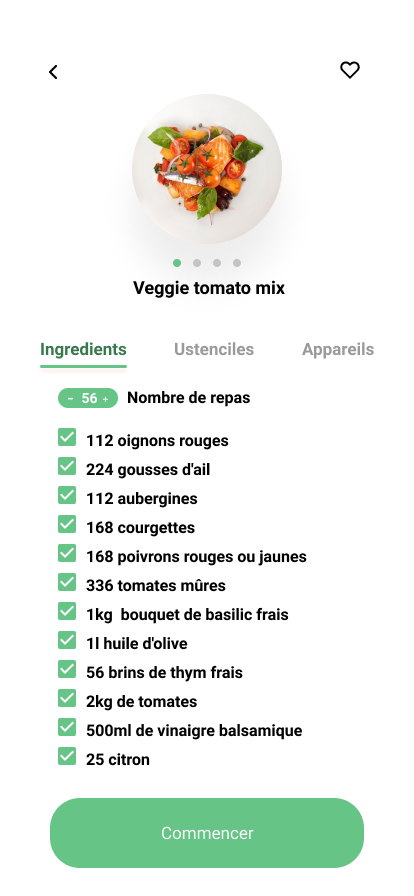 Veggie tomato mix
Ingredients Ustenciles Appareils
- 56 + Nombre de repas
112 oignons rouges
224 gousses d'ail
112 aubergines
168 courgettes
168 poivrons rouges ou jaunes
336 tomates mûres
1kg  bouquet de basilic frais
1l huile d'olive
56 brins de thym frais
2kg de tomates
500ml de vinaigre balsamique
25 citron
Commencer